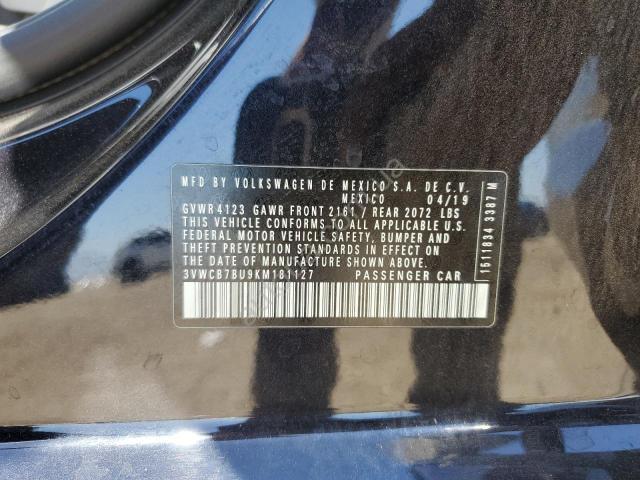 MFD BY VOLKSWAGEN DE MEXICO S.A. DE C.V.
MEXICO 04/19
GVWR 4123 GAWR FRONT 2161 / REAR 2072 LBS
THIS VEHICLE CONFORMS TO ALL APPLICABLE U.S.
FEDERAL MOTOR VEHICLE SAFETY, BUMPER AND
THEFT PREVENTION STANDARDS IN EFFECT ON
THE DATE OF MANUFACTURE SHOWN ABOVE.
3VWCB7BU9KM181127 PASSENGER CAR
1511834 3387 M